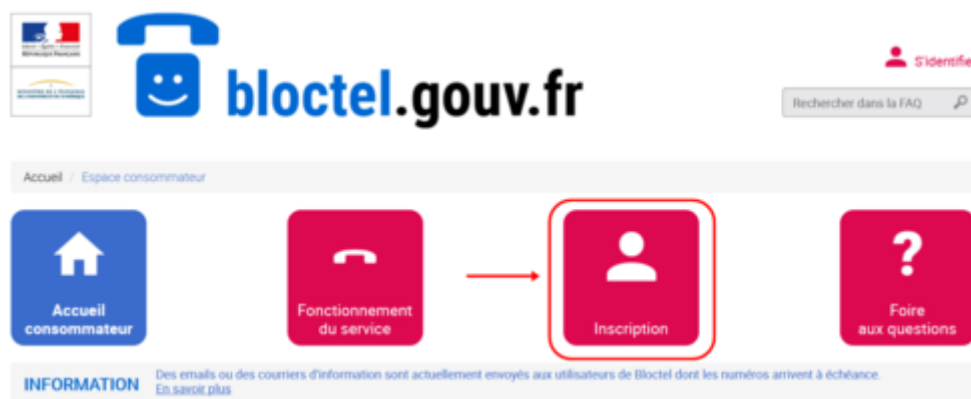 bloctel.gouv.fr
S'identifie
Rechercher dans la FAQ
Accueil / Espace consommateur
Accueil
consommateur
Fonctionnement
du service
Inscription
?
Foire
aux questions
INFORMATION
Des emails ou des courriers d'information sont actuellement envoyés aux utilisateurs de Bloctel dont les numéros arrivent à échéance.
En savoir plus